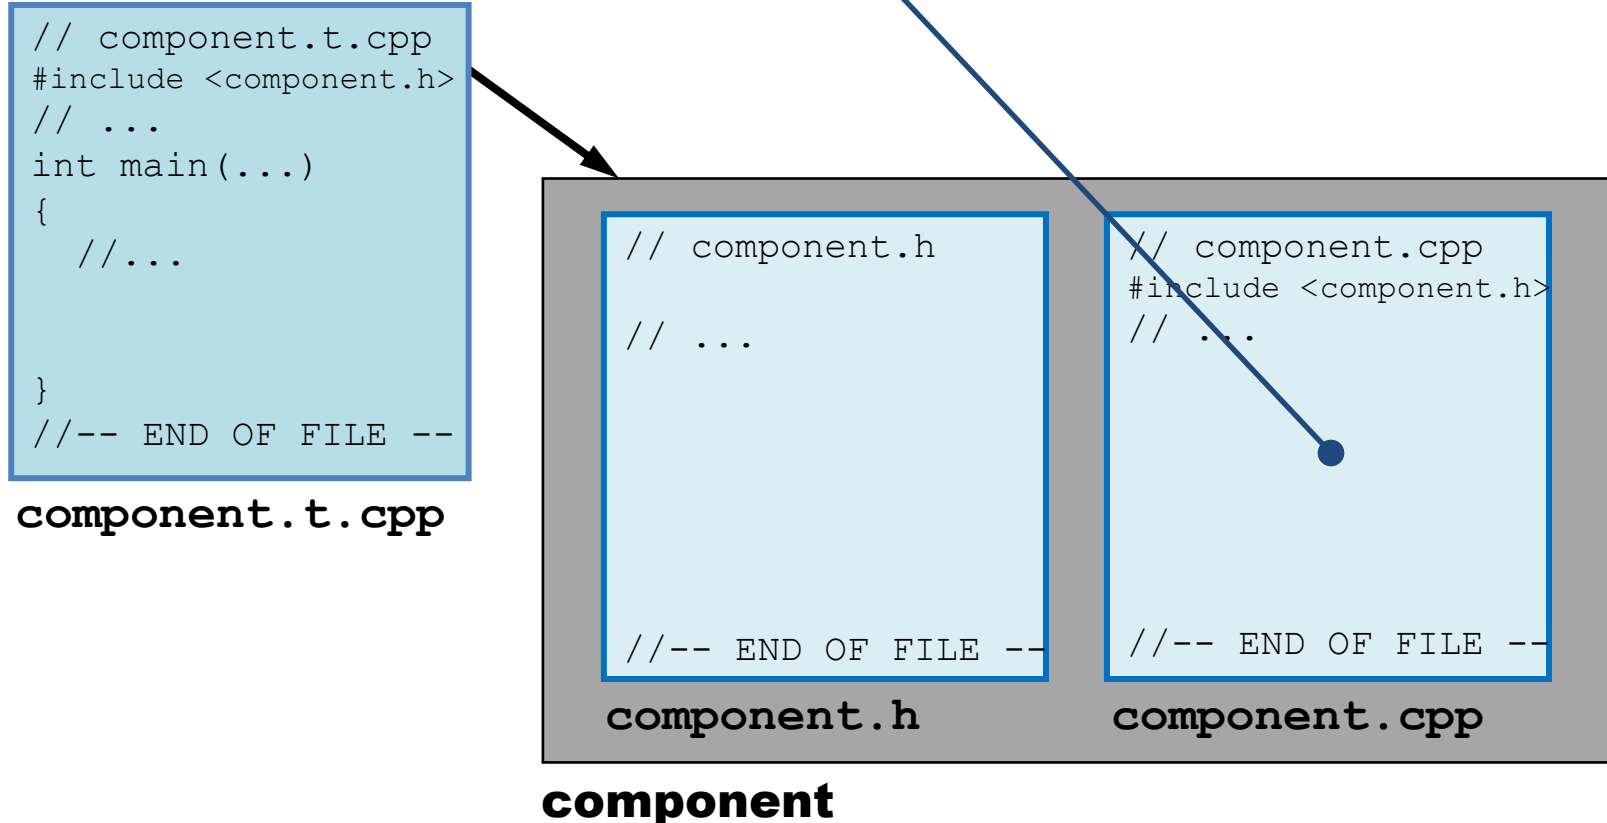 // component.t.cpp
#include <component.h>
// ...
int main(...)
{
//...
}
//-- END OF FILE --
component.t.cpp
// component.h
// ...
//-- END OF FILE --
component.h
// component.cpp
#include <component.h>
// ...
//-- END OF FILE --
component.cpp
component